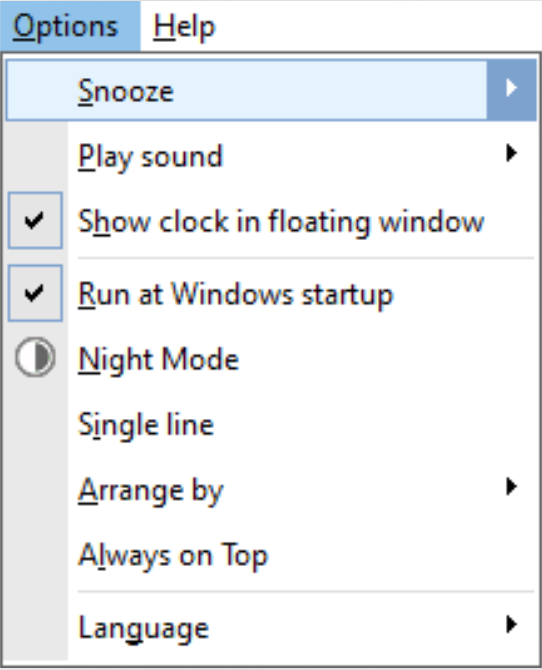 Options Help
Snooze
Play sound
Show clock in floating window
Run at Windows startup
Night Mode
Single line
Arrange by
Always on Top
Language